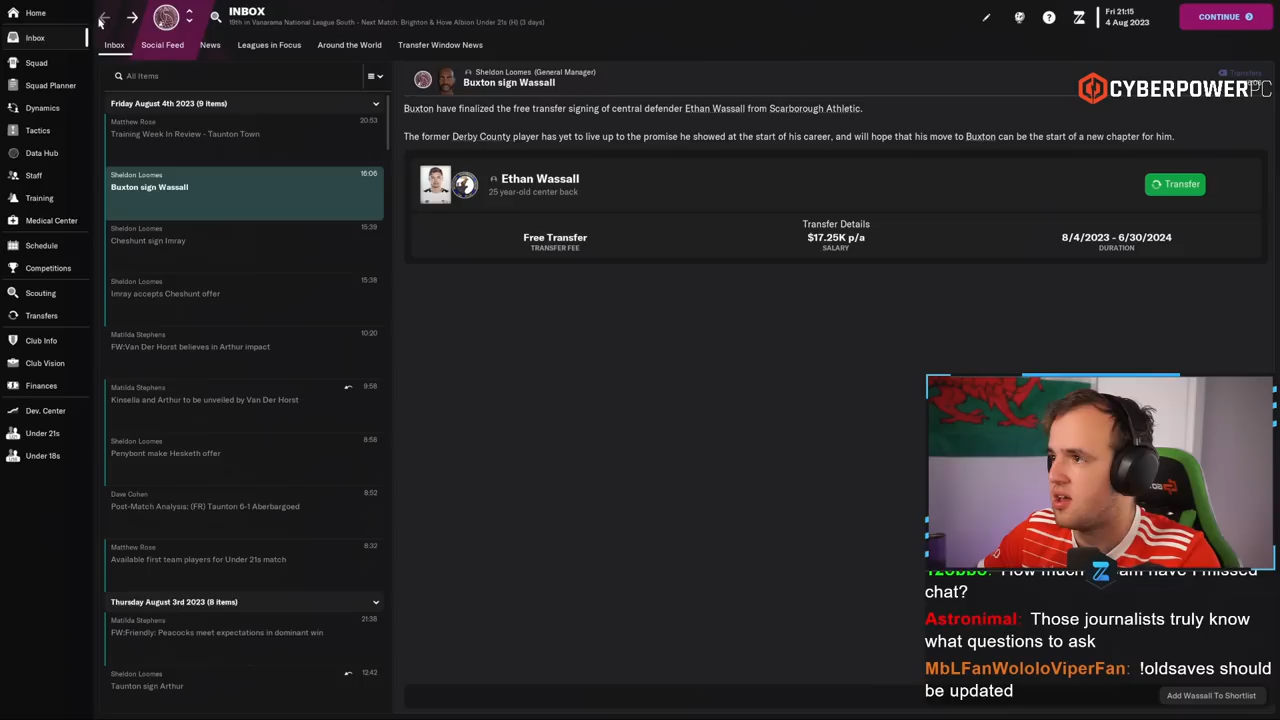 Home
Inbox
Squad
Squad Planner
Dynamics
Tactics
Data Hub
Staff
Training
Medical Center
Schedule
Competitions
Scouting
Transfers
Club Info
Club Vision
Finances
Dev. Center
Under 21s
Under 18s
INBOX
19th in Vanarama National League South - Next Match: Brighton & Hove Albion Under 21s (H) (3 days)
Fri 21:15
4 Aug 2023
CONTINUE
Inbox
Social Feed
News
Leagues in Focus
Around the World
Transfer Window News
All Items
Friday August 4th 2023 (9 items)
Matthew Rose 20:53
Training Week In Review - Taunton Town
Sheldon Loomes 16:06
Buxton sign Wassall
Sheldon Loomes 15:39
Cheshunt sign Imray
Sheldon Loomes 15:38
Imray accepts Cheshunt offer
Matilda Stephens 10:20
FW:Van Der Horst believes in Arthur impact
Matilda Stephens 9:58
Kinsella and Arthur to be unveiled by Van Der Horst
Sheldon Loomes 8:58
Penybont make Hesketh offer
Dave Cohen 8:52
Post-Match Analysis: (FR) Taunton 6-1 Aberbargoed
Matthew Rose 8:32
Available first team players for Under 21s match
Thursday August 3rd 2023 (8 items)
Matilda Stephens 21:38
FW:Friendly: Peacocks meet expectations in dominant win
Sheldon Loomes 12:42
Taunton sign Arthur
Sheldon Loomes (General Manager)
Buxton sign Wassall
Transfers
CYBERPOWERPC
Buxton have finalized the free transfer signing of central defender Ethan Wassall from Scarborough Athletic.
The former Derby County player has yet to live up to the promise he showed at the start of his career, and will hope that his move to Buxton can be the start of a new chapter for him.
Ethan Wassall
25 year-old center back
Transfer
Transfer Details
Free Transfer
TRANSFER FEE
$17.25K p/a
SALARY
8/4/2023 - 6/30/2024
DURATION
chat?
Astronimal: Those journalists truly know
what questions to ask
MbLFanWololoViperFan: !oldsaves should
be updated
Add Wassall To Shortlist